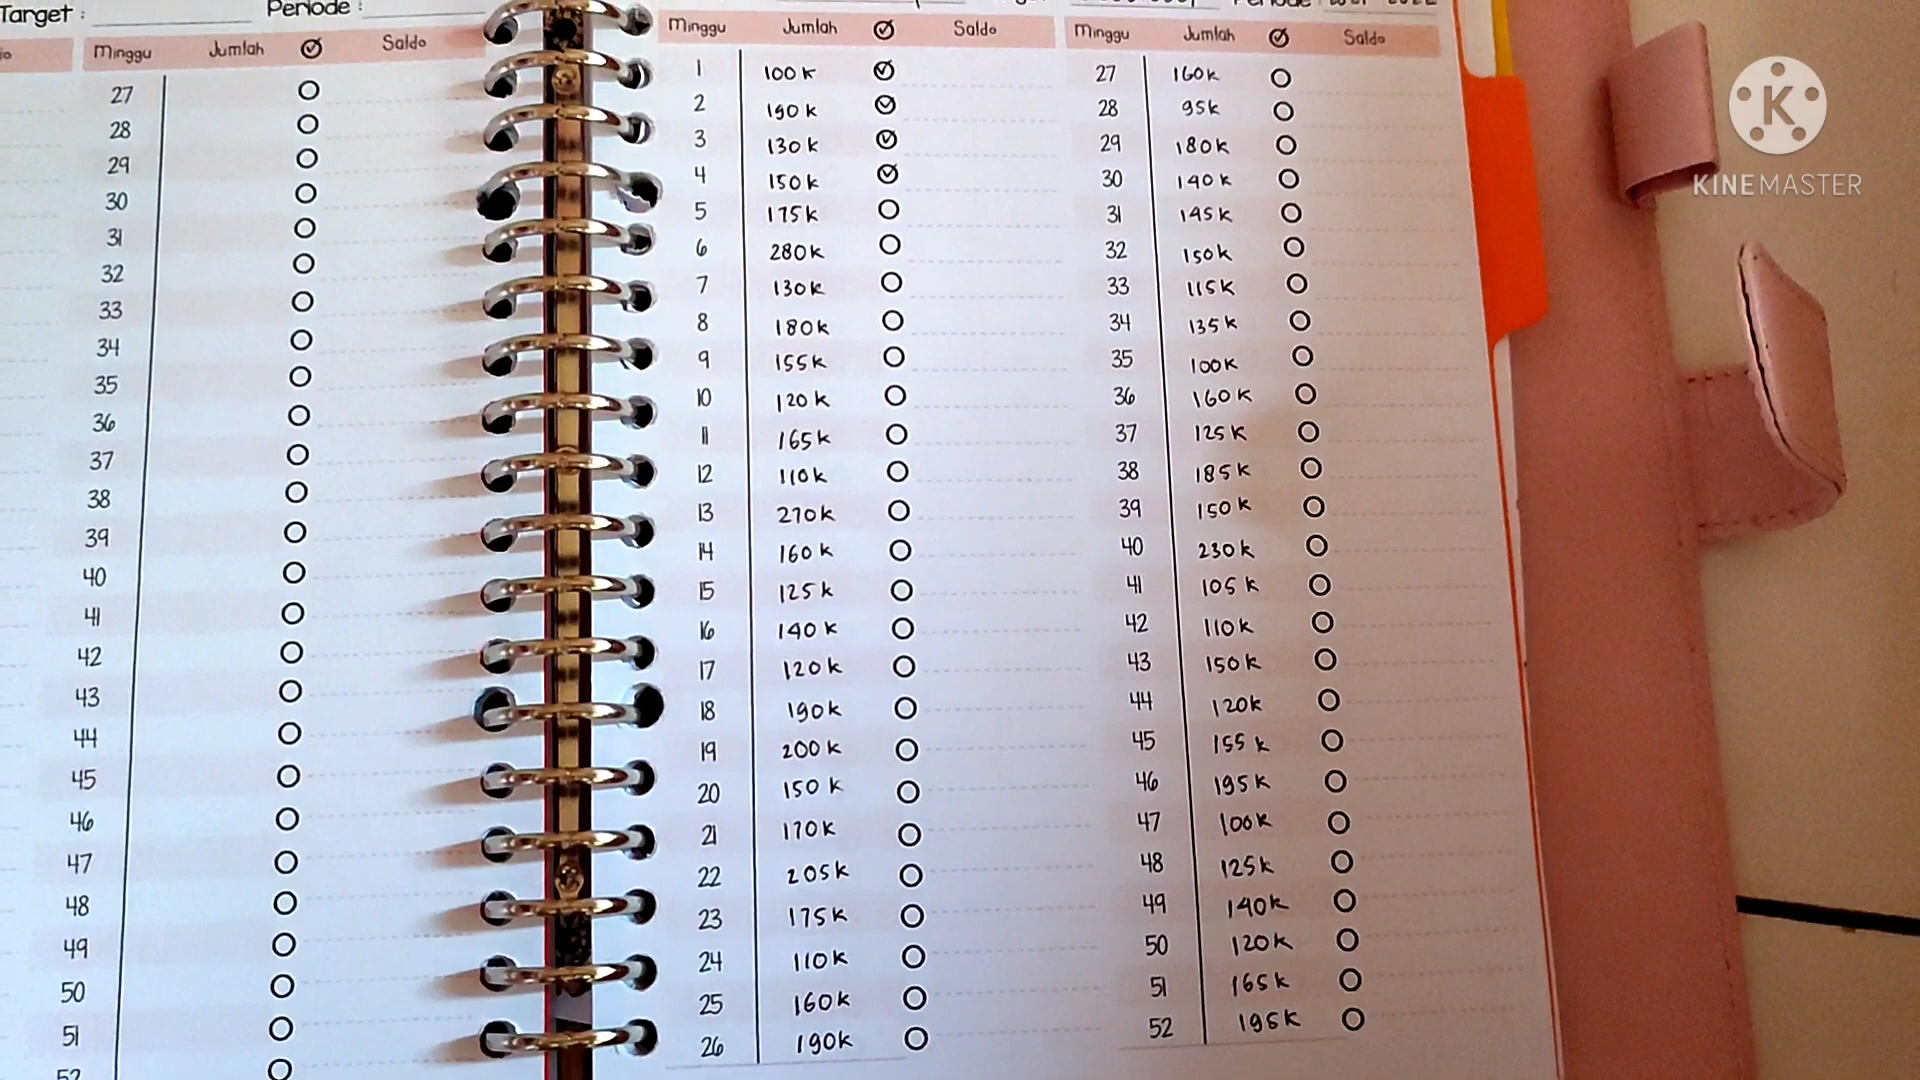 Target : Periode :
Minggu Jumlah Saldo
27
28
29
30
31
32
33
34
35
36
37
38
39
40
41
42
43
44
45
46
47
48
49
50
51
52
Minggu Jumlah Saldo
1 100k
2 190k
3 130k
4 150k
5 175k
6 280k
7 130k
8 180k
9 155k
10 120k
11 165k
12 110k
13 270k
14 160k
15 125k
16 140k
17 120k
18 190k
19 200k
20 150k
21 170k
22 205k
23 175k
24 110k
25 160k
26 190k
Minggu Jumlah Saldo
27 160k
28 95k
29 180k
30 140k
31 145k
32 150k
33 115k
34 135k
35 100k
36 160k
37 125k
38 185k
39 150k
40 230k
41 105k
42 110k
43 150k
44 120k
45 155k
46 195k
47 100k
48 125k
49 140k
50 120k
51 165k
52 195k
K
KINEMASTER